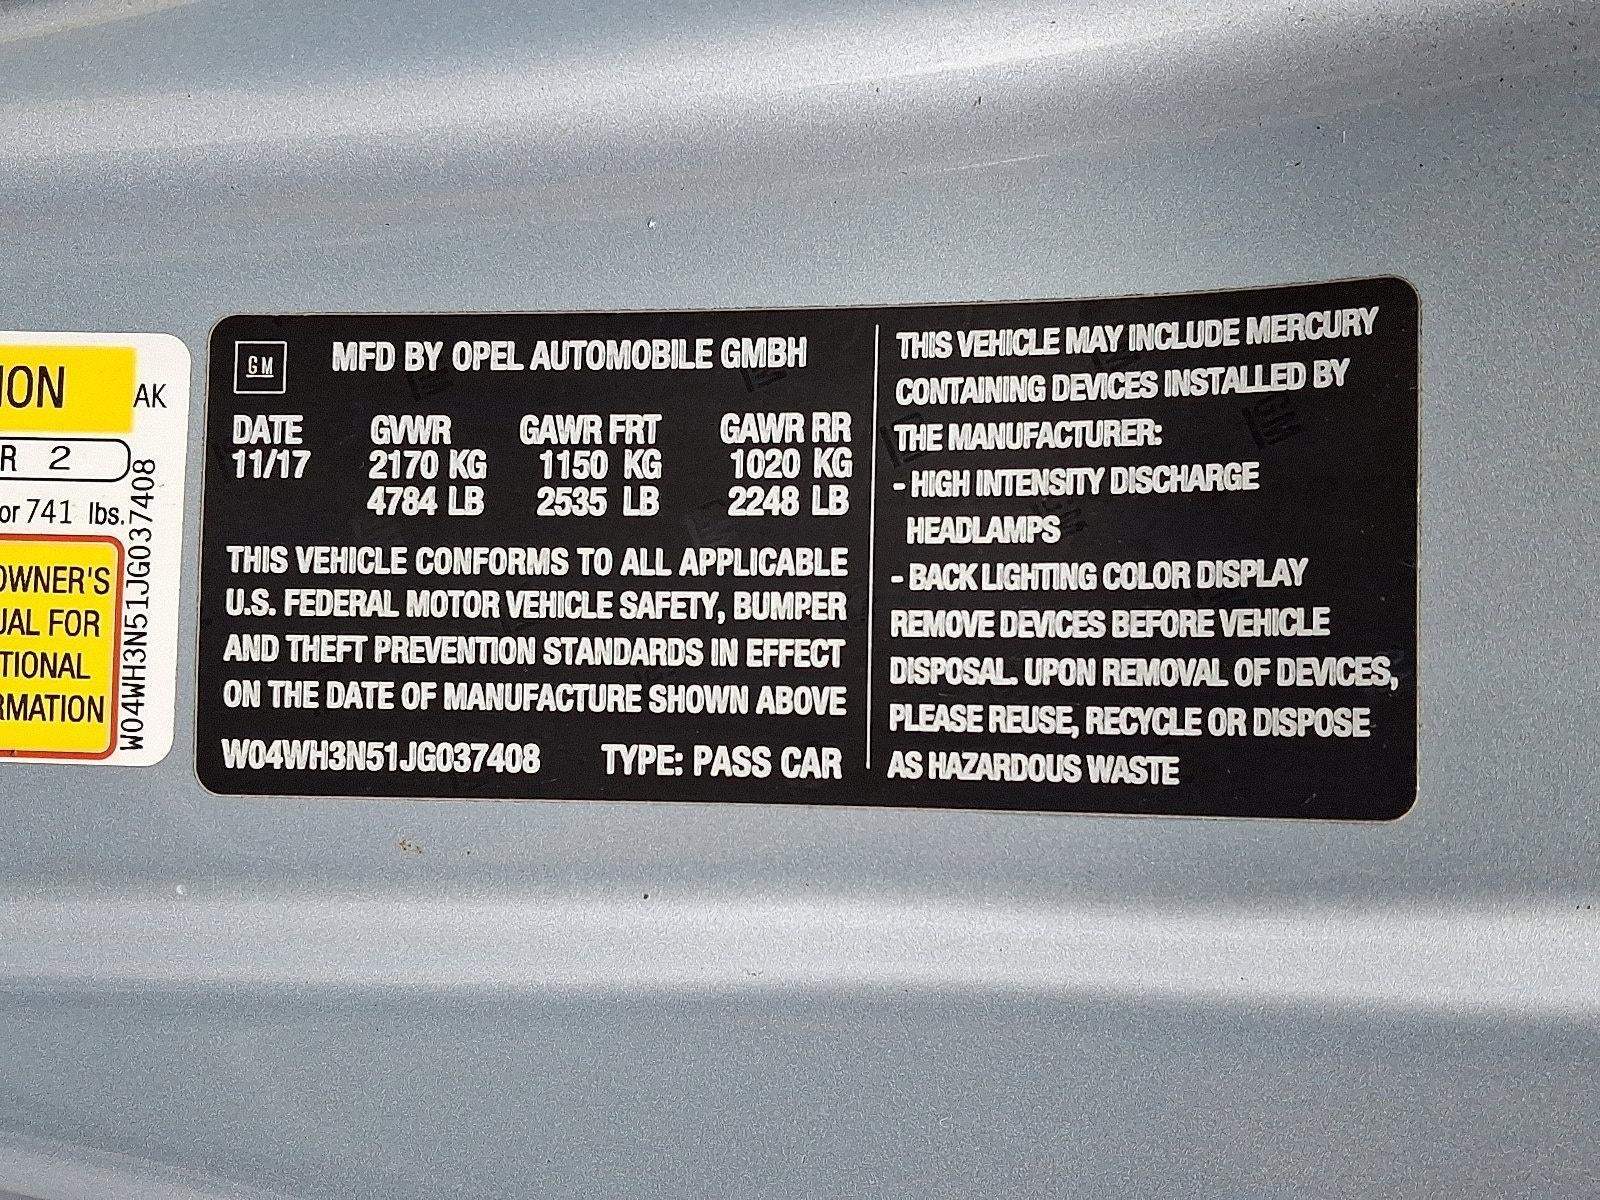 ION
AK
R 2
or 741 lbs.
OWNER'S
UAL FOR
TIONAL
RMATION
W04WH3N51JG037408
GM
MFD BY OPEL AUTOMOBILE GMBH
DATE GVWR GAWR FRT GAWR RR
11/17 2170 KG 1150 KG 1020 KG
4784 LB 2535 LB 2248 LB
THIS VEHICLE CONFORMS TO ALL APPLICABLE
U.S. FEDERAL MOTOR VEHICLE SAFETY, BUMPER
AND THEFT PREVENTION STANDARDS IN EFFECT
ON THE DATE OF MANUFACTURE SHOWN ABOVE
W04WH3N51JG037408 TYPE: PASS CAR
THIS VEHICLE MAY INCLUDE MERCURY
CONTAINING DEVICES INSTALLED BY
THE MANUFACTURER:
- HIGH INTENSITY DISCHARGE
HEADLAMPS
- BACK LIGHTING COLOR DISPLAY
REMOVE DEVICES BEFORE VEHICLE
DISPOSAL. UPON REMOVAL OF DEVICES,
PLEASE REUSE, RECYCLE OR DISPOSE
AS HAZARDOUS WASTE